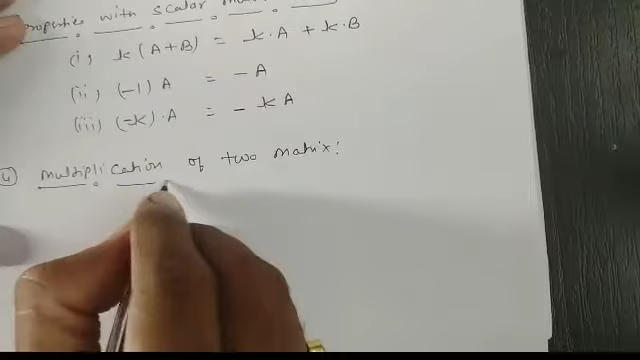 properties with scalar
(i) k(A+B) = k.A + k.B
(ii) (-1) A = - A
(iii) (-k).A = - k A
(4) multiplication of two matrix: